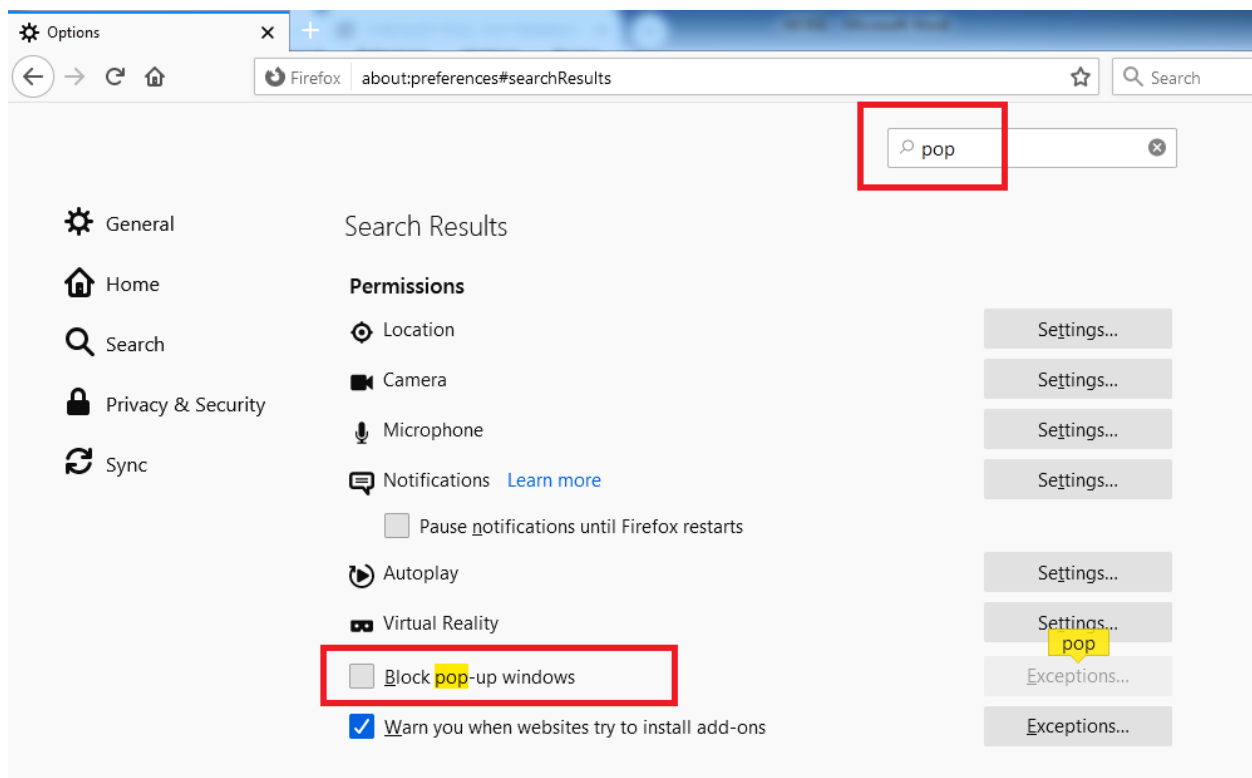 Options
Firefox about:preferences#searchResults Search
pop
General
Home
Search
Privacy & Security
Sync
Search Results
Permissions
Location Settings...
Camera Settings...
Microphone Settings...
Notifications Learn more Settings...
Pause notifications until Firefox restarts
Autoplay Settings...
Virtual Reality Settings...
pop
Block pop-up windows Exceptions...
Warn you when websites try to install add-ons Exceptions...